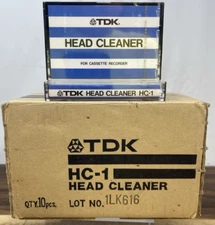 TDK
HEAD CLEANER
FOR CASSETTE RECORDER
TDK HEAD CLEANER HC-1
TDK
HC-1
HEAD CLEANER
QTY.10pcs. LOT NO. 1LK616